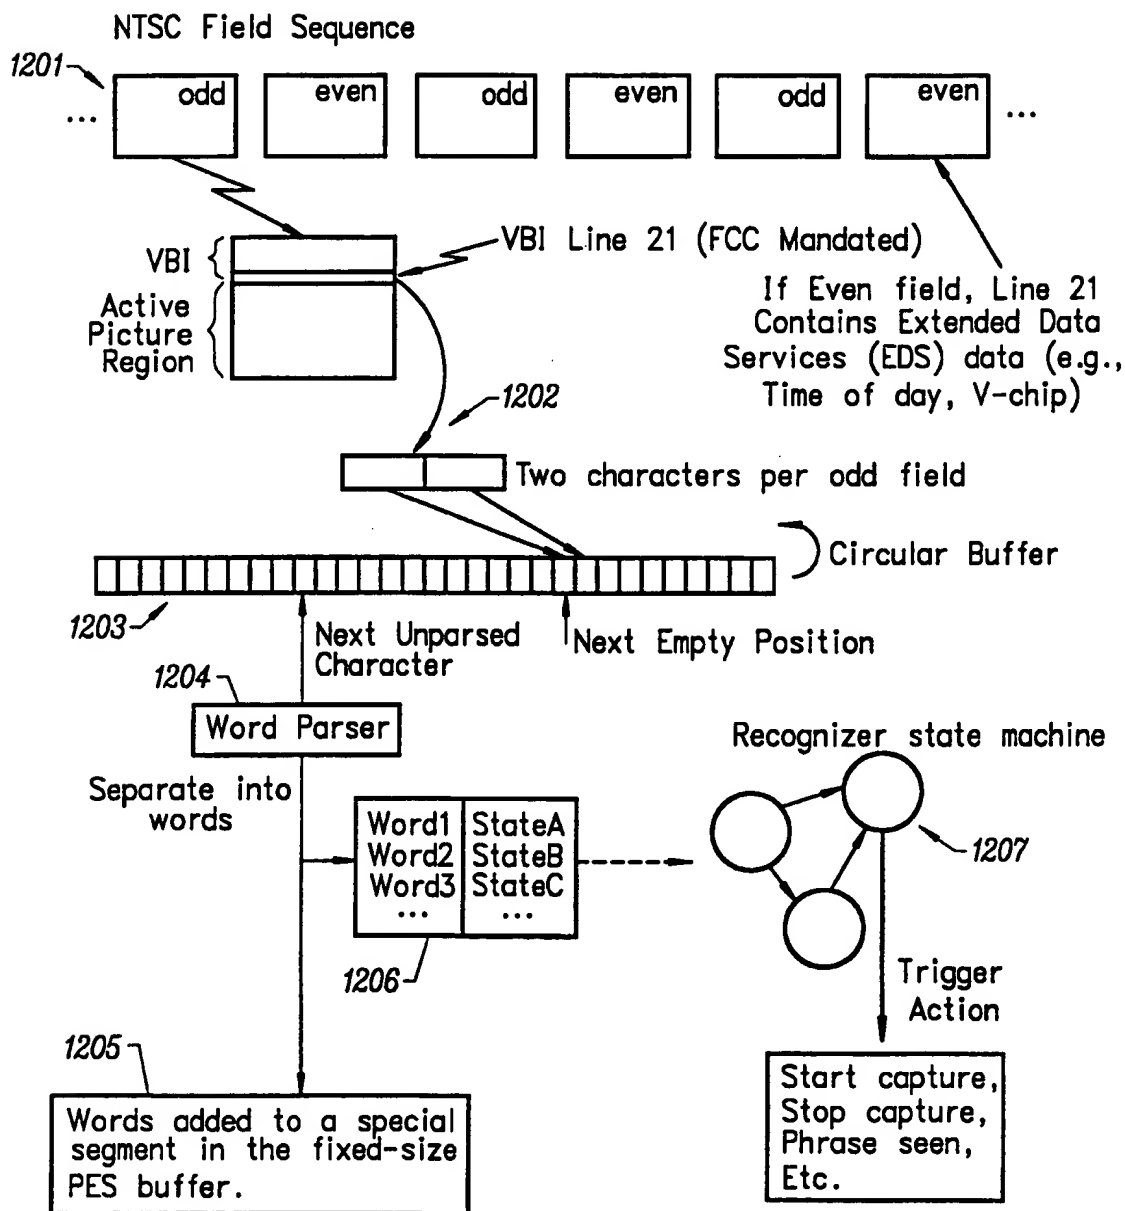 NTSC Field Sequence
1201
... odd even odd even odd even ...
VBI
VBI Line 21 (FCC Mandated)
Active
Picture
Region
If Even field, Line 21
Contains Extended Data
Services (EDS) data (e.g.,
Time of day, V-chip)
1202
Two characters per odd field
Circular Buffer
1203
Next Unparsed
Character
Next Empty Position
1204
Word Parser
Separate into
words
Recognizer state machine
Word1 StateA
Word2 StateB
Word3 StateC
... ...
1206
1207
Trigger
Action
1205
Words added to a special
segment in the fixed-size
PES buffer.
Start capture,
Stop capture,
Phrase seen,
Etc.